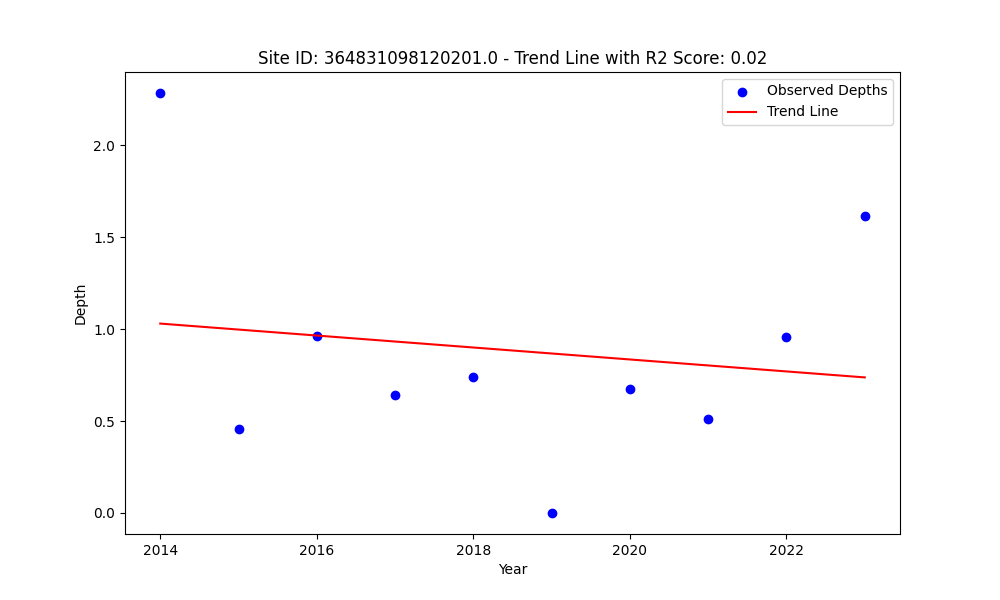 Site ID: 364831098120201.0 - Trend Line with R2 Score: 0.02
Observed Depths
Trend Line
2.0
1.5
1.0
0.5
0.0
Depth
2014
2016
2018
2020
2022
Year